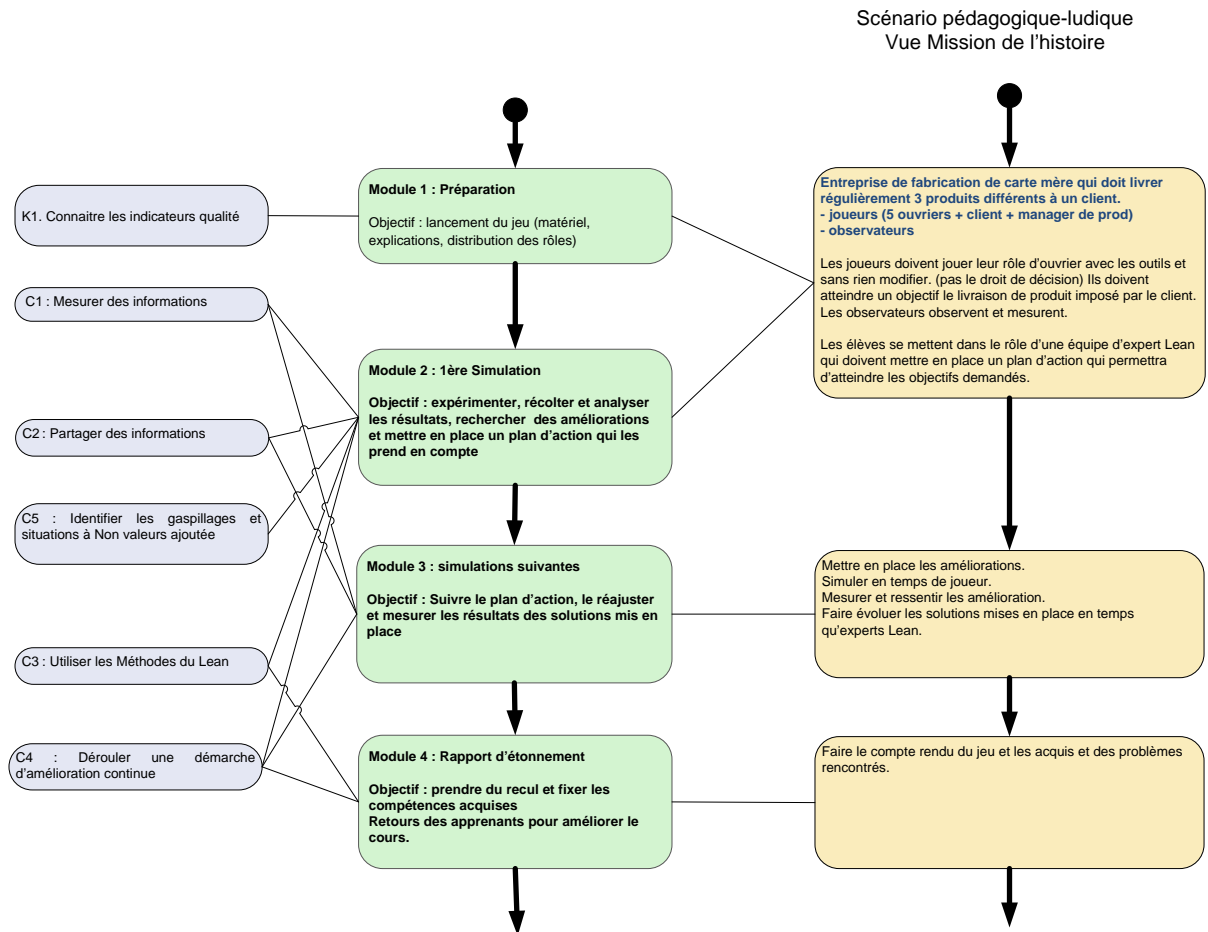 Scénario pédagogique-ludique
Vue Mission de l'histoire
K1. Connaitre les indicateurs qualité
C1 : Mesurer des informations
C2 : Partager des informations
C5 : Identifier les gaspillages et
situations à Non valeurs ajoutée
C3 : Utiliser les Méthodes du Lean
C4 : Dérouler une démarche
d'amélioration continue
Module 1 : Préparation
Objectif : lancement du jeu (matériel,
explications, distribution des rôles)
Module 2 : 1ère Simulation
Objectif : expérimenter, récolter et analyser
les résultats, rechercher des améliorations
et mettre en place un plan d'action qui les
prend en compte
Module 3 : simulations suivantes
Objectif : Suivre le plan d'action, le réajuster
et mesurer les résultats des solutions mis en
place
Module 4 : Rapport d'étonnement
Objectif : prendre du recul et fixer les
compétences acquises
Retours des apprenants pour améliorer le
cours.
Entreprise de fabrication de carte mère qui doit livrer
régulièrement 3 produits différents à un client.
- joueurs (5 ouvriers + client + manager de prod)
- observateurs
Les joueurs doivent jouer leur rôle d'ouvrier avec les outils et
sans rien modifier. (pas le droit de décision) Ils doivent
atteindre un objectif le livraison de produit imposé par le client.
Les observateurs observent et mesurent.
Les élèves se mettent dans le rôle d'une équipe d'expert Lean
qui doivent mettre en place un plan d'action qui permettra
d'atteindre les objectifs demandés.
Mettre en place les améliorations.
Simuler en temps de joueur.
Mesurer et ressentir les amélioration.
Faire évoluer les solutions mises en place en temps
qu'experts Lean.
Faire le compte rendu du jeu et les acquis et des problèmes
rencontrés.